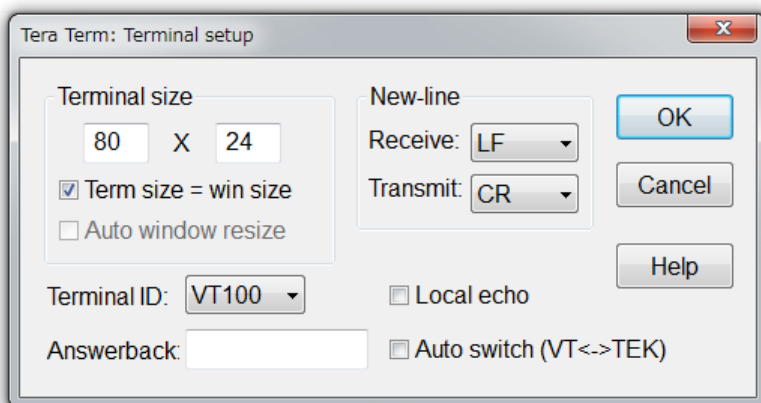 Tera Term: Terminal setup
Terminal size
80 X 24
Term size = win size
Auto window resize
New-line
Receive: LF
Transmit: CR
OK
Cancel
Help
Terminal ID: VT100
Local echo
Answerback:
Auto switch (VT<->TEK)